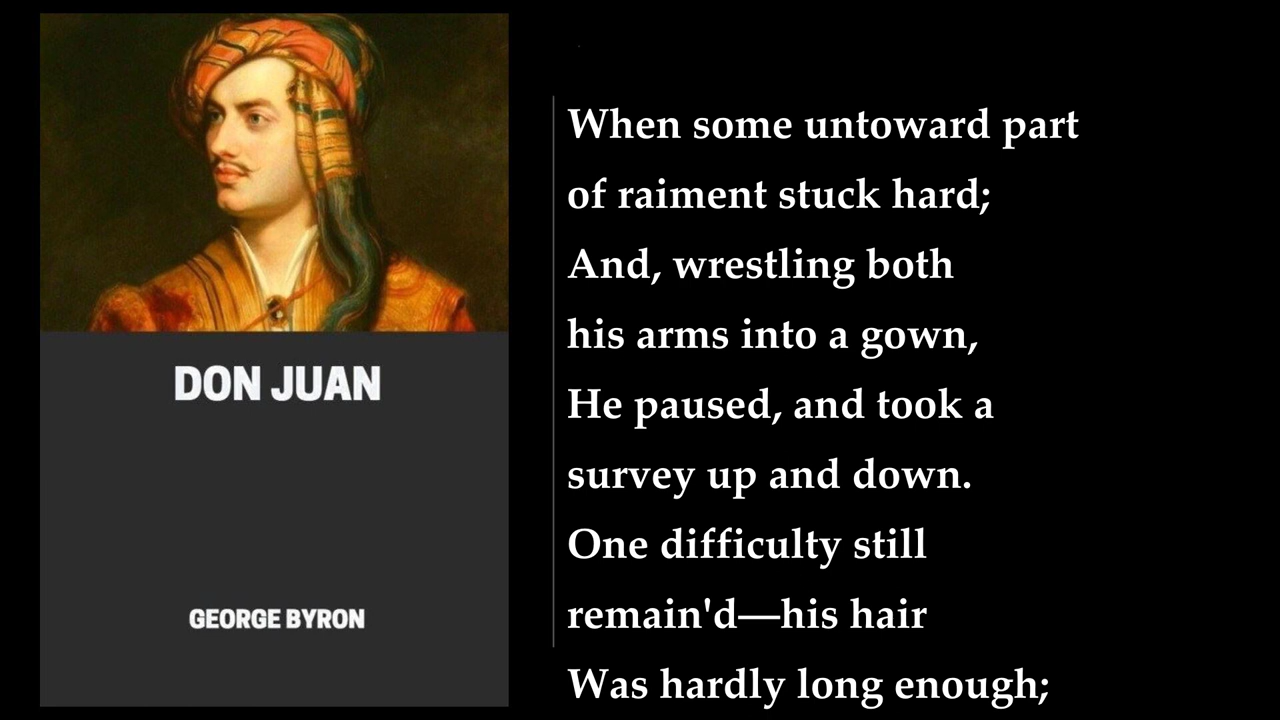 DON JUAN
GEORGE BYRON
When some untoward part
of raiment stuck hard;
And, wrestling both
his arms into a gown,
He paused, and took a
survey up and down.
One difficulty still
remain'd—his hair
Was hardly long enough;